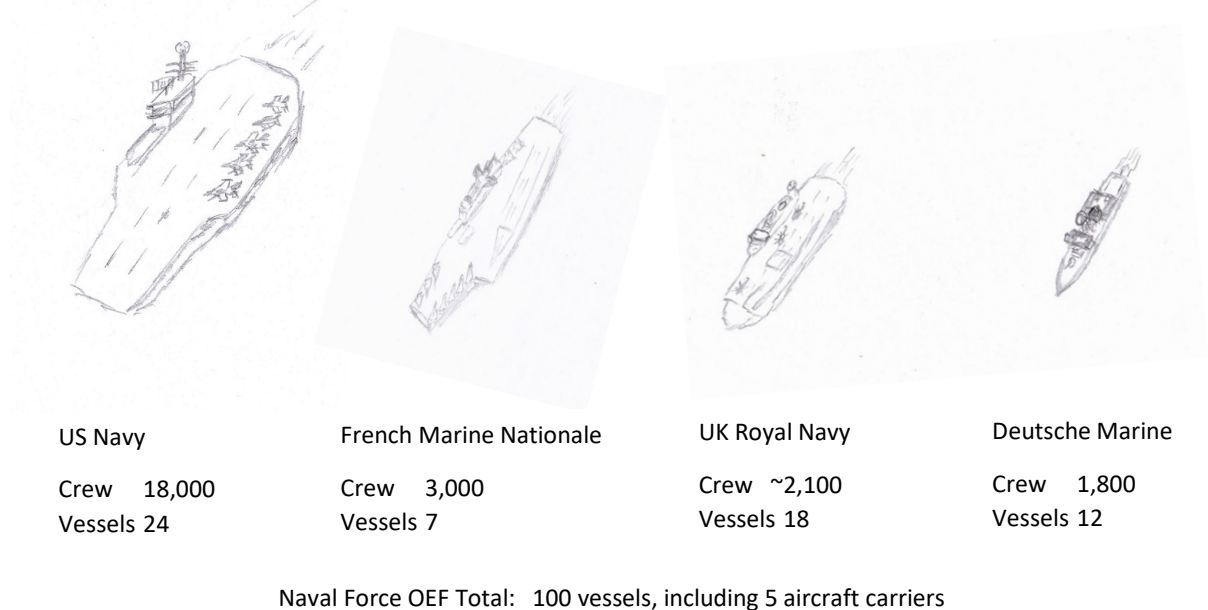 US Navy
Crew 18,000
Vessels 24
French Marine Nationale
Crew 3,000
Vessels 7
UK Royal Navy
Crew ~2,100
Vessels 18
Deutsche Marine
Crew 1,800
Vessels 12
Naval Force OEF Total: 100 vessels, including 5 aircraft carriers